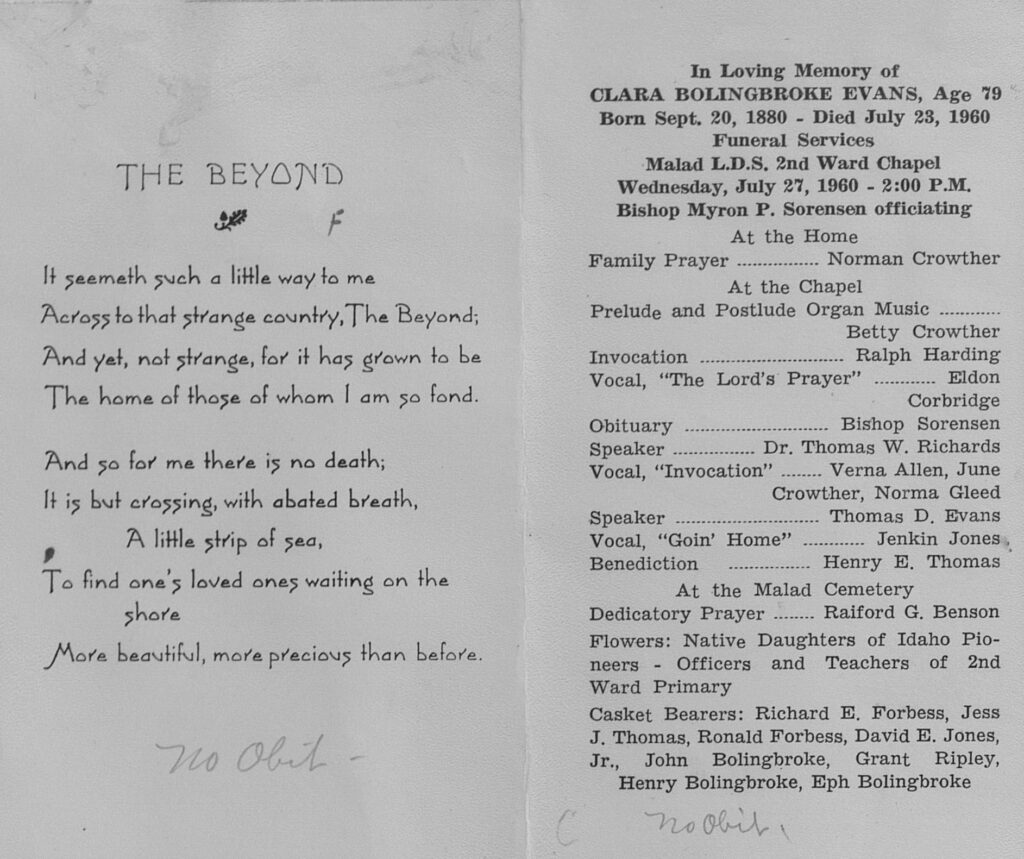 THE BEYOND
F
It seemeth such a little way to me
Across to that strange country, The Beyond;
And yet, not strange, for it has grown to be
The home of those of whom I am so fond.
And so for me there is no death;
It is but crossing, with abated breath,
A little strip of sea,
To find one's loved ones waiting on the
shore
More beautiful, more precious than before.
No Obit -
In Loving Memory of
CLARA BOLINGBROKE EVANS, Age 79
Born Sept. 20, 1880 - Died July 23, 1960
Funeral Services
Malad L.D.S. 2nd Ward Chapel
Wednesday, July 27, 1960 - 2:00 P.M.
Bishop Myron P. Sorensen officiating
At the Home
Family Prayer ................ Norman Crowther
At the Chapel
Prelude and Postlude Organ Music ............
Betty Crowther
Invocation ............................ Ralph Harding
Vocal, "The Lord's Prayer" ............ Eldon
Corbridge
Obituary ............................ Bishop Sorensen
Speaker ................ Dr. Thomas W. Richards
Vocal, "Invocation" ........ Verna Allen, June
Crowther, Norma Gleed
Speaker ............................ Thomas D. Evans
Vocal, "Goin' Home" ............ Jenkin Jones
Benediction ................ Henry E. Thomas
At the Malad Cemetery
Dedicatory Prayer ........ Raiford G. Benson
Flowers: Native Daughters of Idaho Pio-
neers - Officers and Teachers of 2nd
Ward Primary
Casket Bearers: Richard E. Forbess, Jess
J. Thomas, Ronald Forbess, David E. Jones,
Jr., John Bolingbroke, Grant Ripley,
Henry Bolingbroke, Eph Bolingbroke
C No Obit.